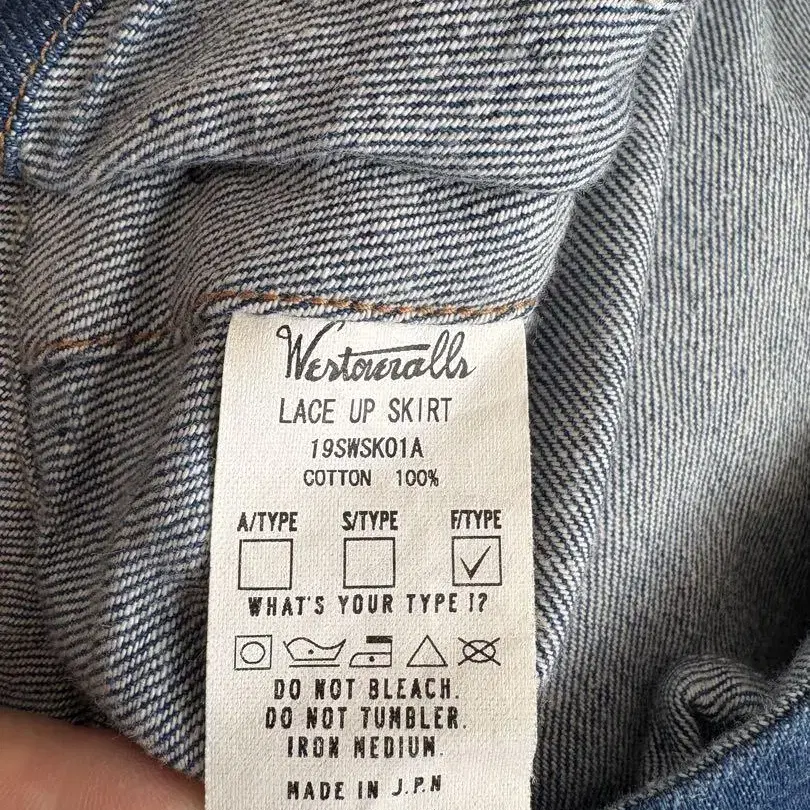 Westoveralls
LACE UP SKIRT
19SWSK01A
COTTON 100%
A/TYPE S/TYPE F/TYPE
WHAT'S YOUR TYPE !?
DO NOT BLEACH.
DO NOT TUMBLER.
IRON MEDIUM.
MADE IN J.P.N